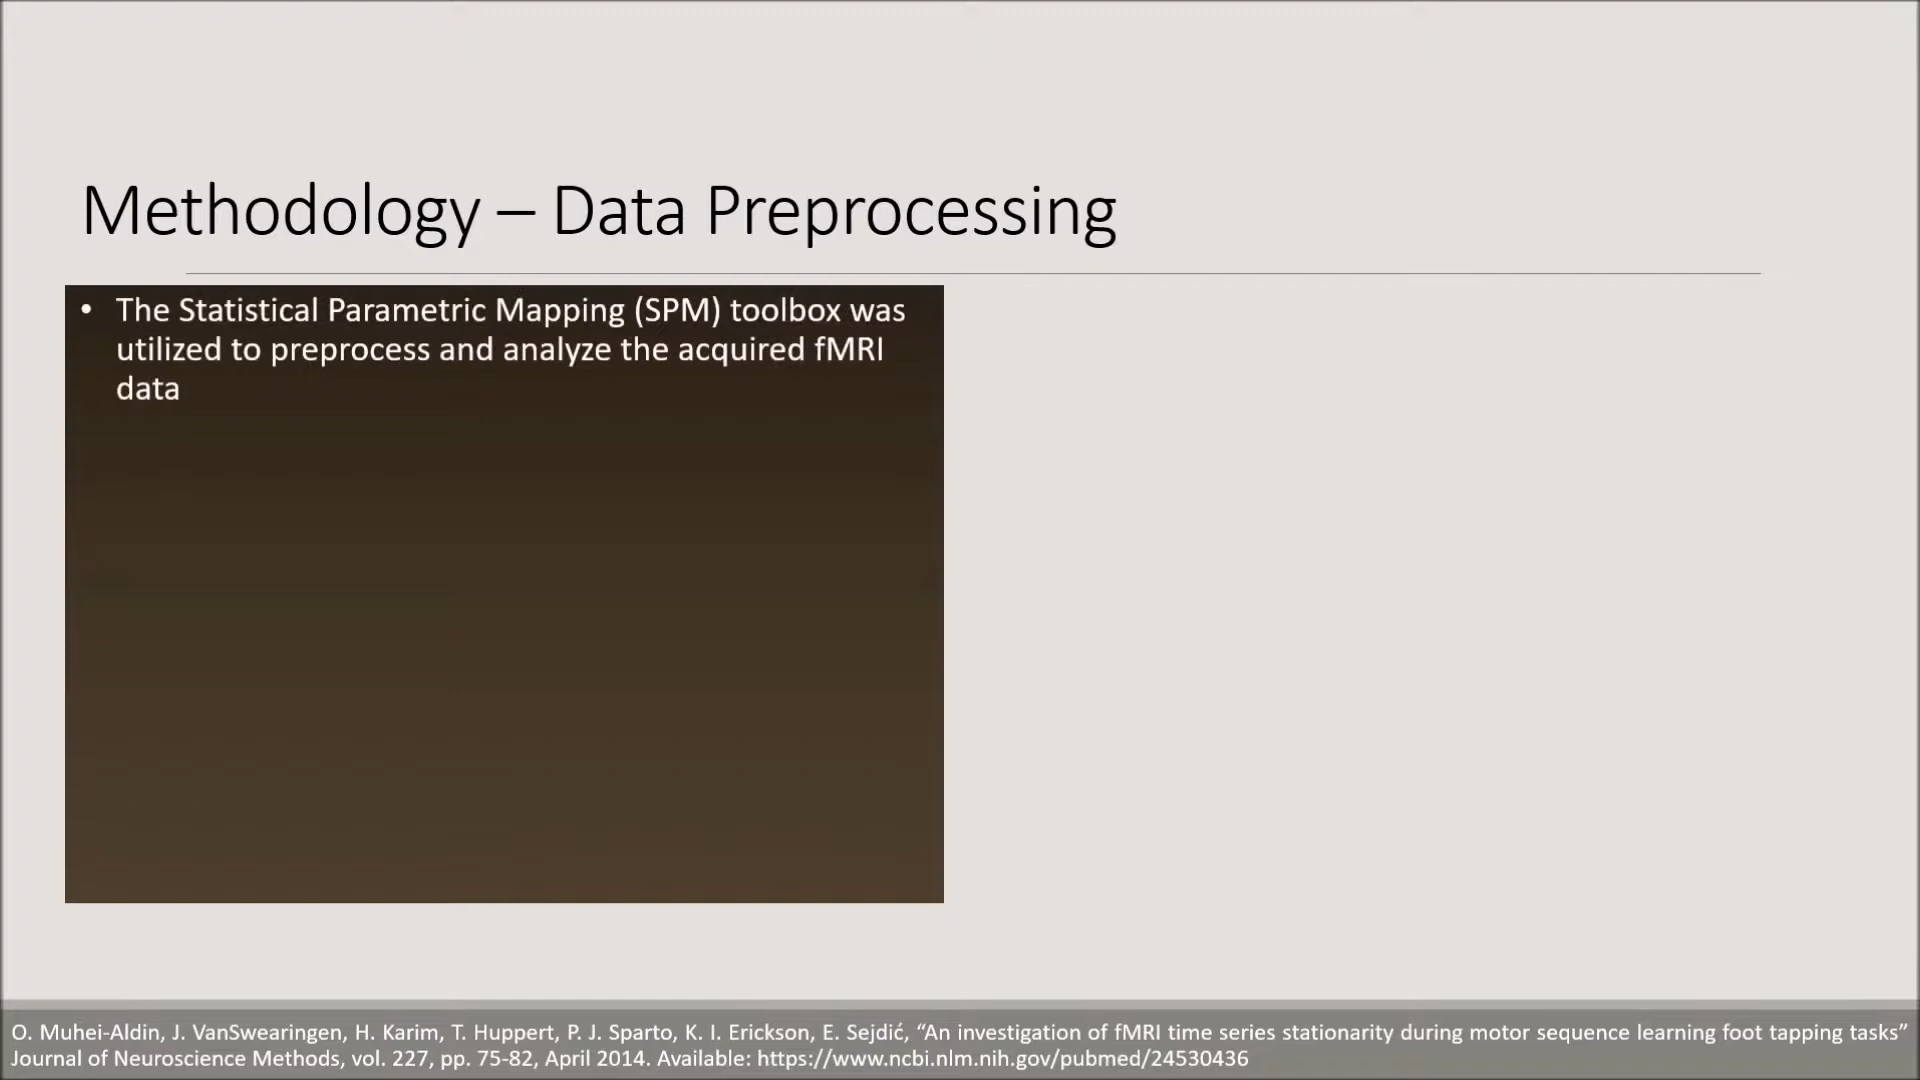 Methodology – Data Preprocessing
• The Statistical Parametric Mapping (SPM) toolbox was
utilized to preprocess and analyze the acquired fMRI
data
O. Muhei-Aldin, J. VanSwearingen, H. Karim, T. Huppert, P. J. Sparto, K. I. Erickson, E. Sejdić, “An investigation of fMRI time series stationarity during motor sequence learning foot tapping tasks”
Journal of Neuroscience Methods, vol. 227, pp. 75-82, April 2014. Available: https://www.ncbi.nlm.nih.gov/pubmed/24530436